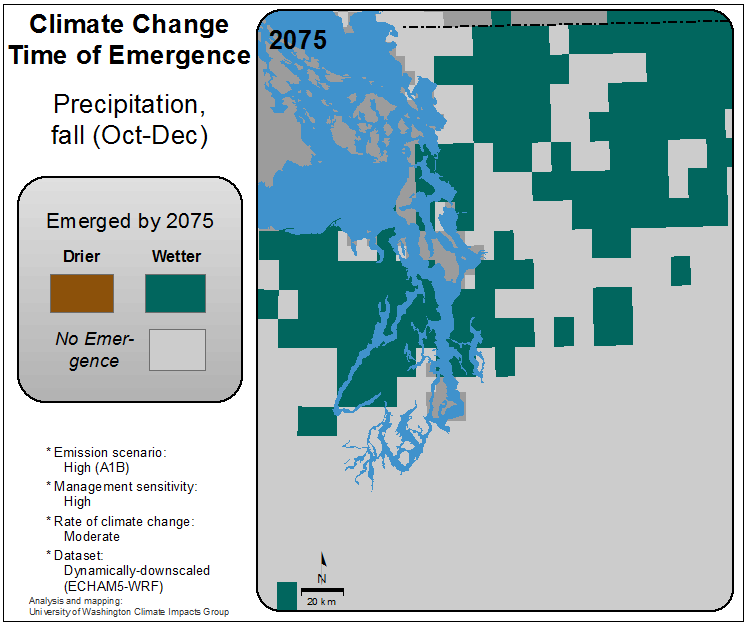 Climate Change
Time of Emergence
Precipitation,
fall (Oct-Dec)
Emerged by 2075
Drier
Wetter
No Emer-
gence
* Emission scenario:
High (A1B)
* Management sensitivity:
High
* Rate of climate change:
Moderate
* Dataset:
Dynamically-downscaled
(ECHAM5-WRF)
Analysis and mapping:
University of Washington Climate Impacts Group
2075
N
20 km